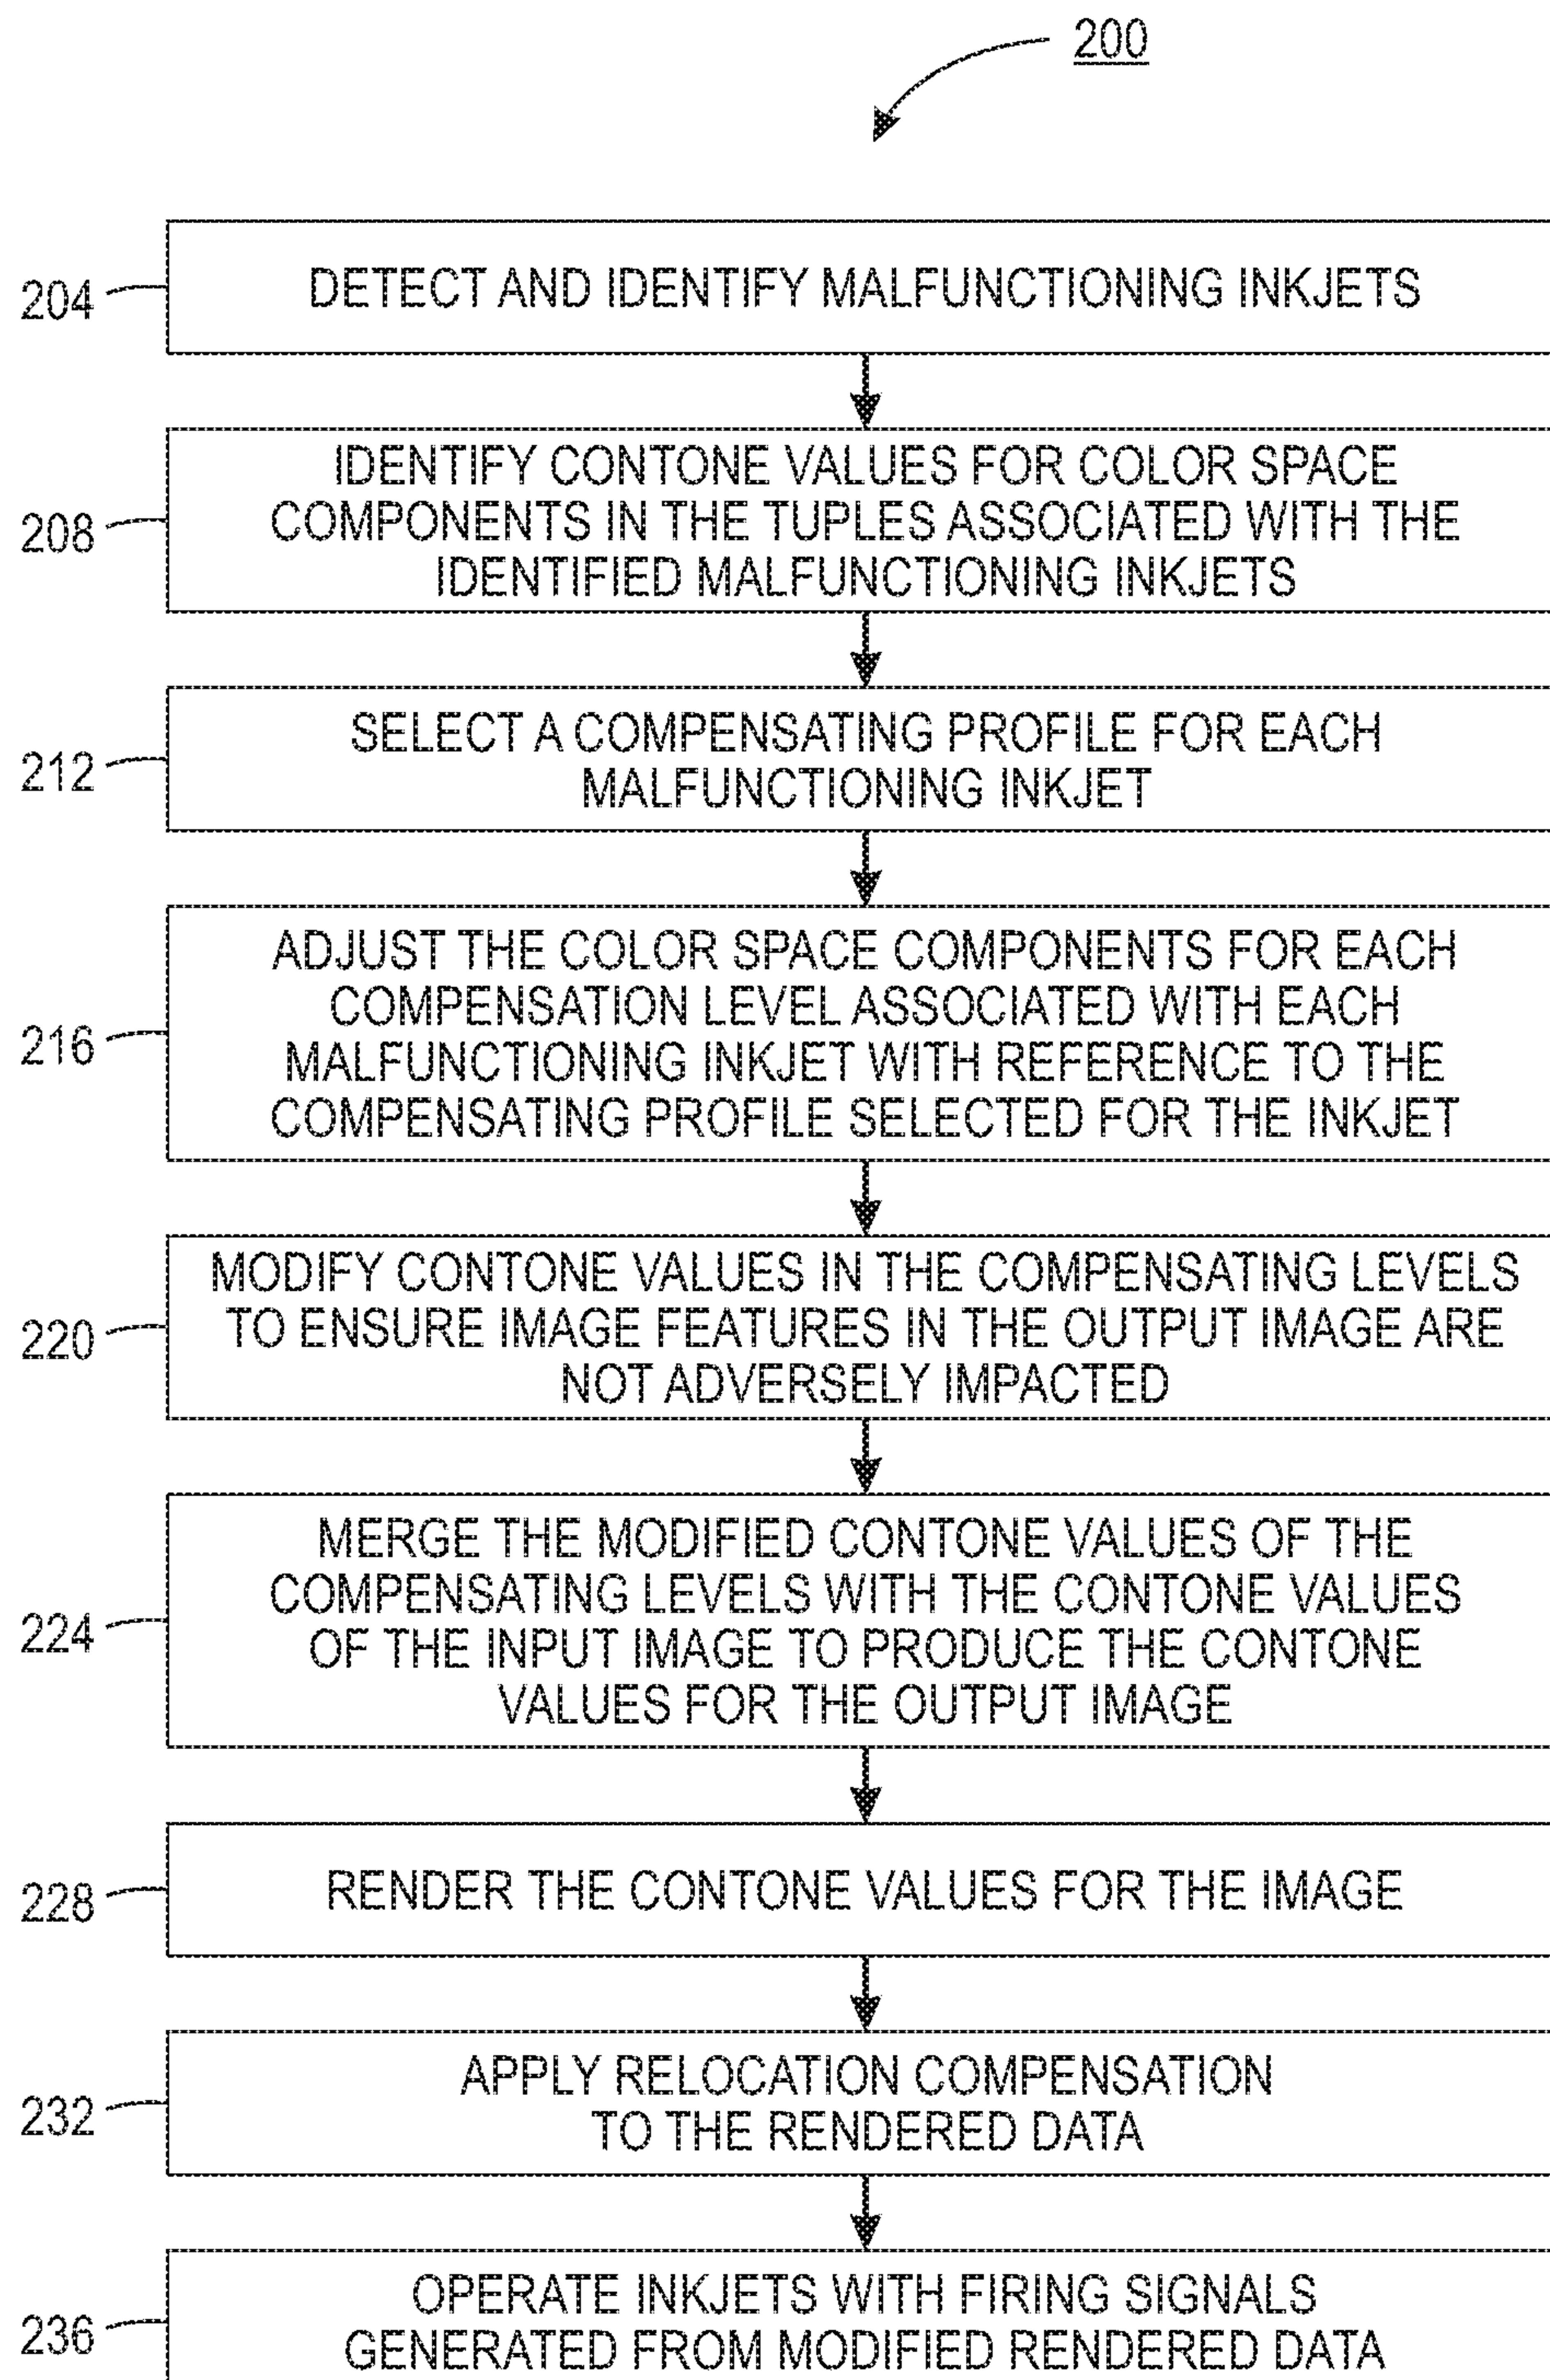 200
204
DETECT AND IDENTIFY MALFUNCTIONING INKJETS
208
IDENTIFY CONTONE VALUES FOR COLOR SPACE
COMPONENTS IN THE TUPLES ASSOCIATED WITH THE
IDENTIFIED MALFUNCTIONING INKJETS
212
SELECT A COMPENSATING PROFILE FOR EACH
MALFUNCTIONING INKJET
216
ADJUST THE COLOR SPACE COMPONENTS FOR EACH
COMPENSATION LEVEL ASSOCIATED WITH EACH
MALFUNCTIONING INKJET WITH REFERENCE TO THE
COMPENSATING PROFILE SELECTED FOR THE INKJET
220
MODIFY CONTONE VALUES IN THE COMPENSATING LEVELS
TO ENSURE IMAGE FEATURES IN THE OUTPUT IMAGE ARE
NOT ADVERSELY IMPACTED
224
MERGE THE MODIFIED CONTONE VALUES OF THE
COMPENSATING LEVELS WITH THE CONTONE VALUES
OF THE INPUT IMAGE TO PRODUCE THE CONTONE
VALUES FOR THE OUTPUT IMAGE
228
RENDER THE CONTONE VALUES FOR THE IMAGE
232
APPLY RELOCATION COMPENSATION
TO THE RENDERED DATA
236
OPERATE INKJETS WITH FIRING SIGNALS
GENERATED FROM MODIFIED RENDERED DATA